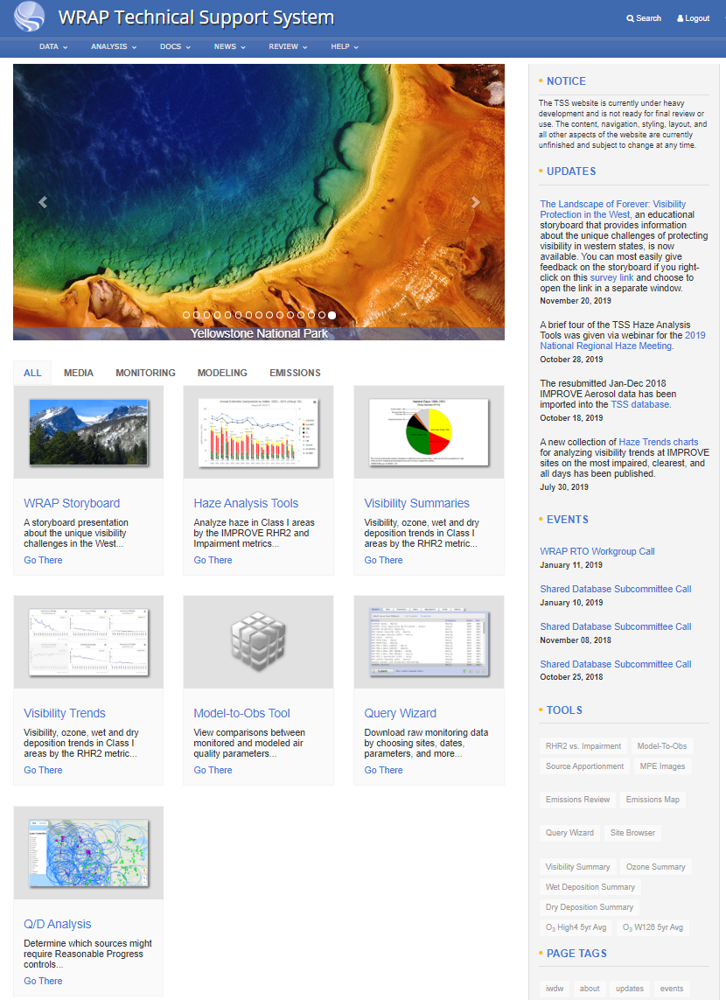 WRAP Technical Support System
Search
Logout
DATA
ANALYSIS
DOCS
NEWS
REVIEW
HELP
Yellowstone National Park
ALL
MEDIA
MONITORING
MODELING
EMISSIONS
WRAP Storyboard
A storyboard presentation
about the unique visibility
challenges in the West...
Go There
Haze Analysis Tools
Analyze haze in Class I areas
by the IMPROVE RHR2 and
Impairment metrics...
Go There
Visibility Summaries
Visibility, ozone, wet and dry
deposition trends in Class I
areas by the RHR2 metric...
Go There
Visibility Trends
Visibility, ozone, wet and dry
deposition trends in Class I
areas by the RHR2 metric...
Go There
Model-to-Obs Tool
View comparisons between
monitored and modeled air
quality parameters...
Go There
Query Wizard
Download raw monitoring data
by choosing sites, dates,
parameters, and more...
Go There
Q/D Analysis
Determine which sources might
require Reasonable Progress
controls...
Go There
NOTICE
The TSS website is currently under heavy
development and is not ready for final review or
use. The content, navigation, styling, layout, and
all other aspects of the website are currently
unfinished and subject to change at any time.
UPDATES
The Landscape of Forever: Visibility
Protection in the West, an educational
storyboard that provides information
about the unique challenges of protecting
visibility in western states, is now
available. You can most easily give
feedback on the storyboard if you right-
click on this survey link and choose to
open the link in a separate window.
November 20, 2019
A brief tour of the TSS Haze Analysis
Tools was given via webinar for the 2019
National Regional Haze Meeting.
October 28, 2019
The resubmitted Jan-Dec 2018
IMPROVE Aerosol data has been
imported into the TSS database.
October 18, 2019
A new collection of Haze Trends charts
for analyzing visibility trends at IMPROVE
sites on the most impaired, clearest, and
all days has been published.
July 30, 2019
EVENTS
WRAP RTO Workgroup Call
January 11, 2019
Shared Database Subcommittee Call
January 10, 2019
Shared Database Subcommittee Call
November 08, 2018
Shared Database Subcommittee Call
October 25, 2018
TOOLS
RHR2 vs. Impairment
Model-To-Obs
Source Apportionment
MPE Images
Emissions Review
Emissions Map
Query Wizard
Site Browser
Visibility Summary
Ozone Summary
Wet Deposition Summary
Dry Deposition Summary
O3 High4 5yr Avg
O3 W126 5yr Avg
PAGE TAGS
iwdw
about
updates
events